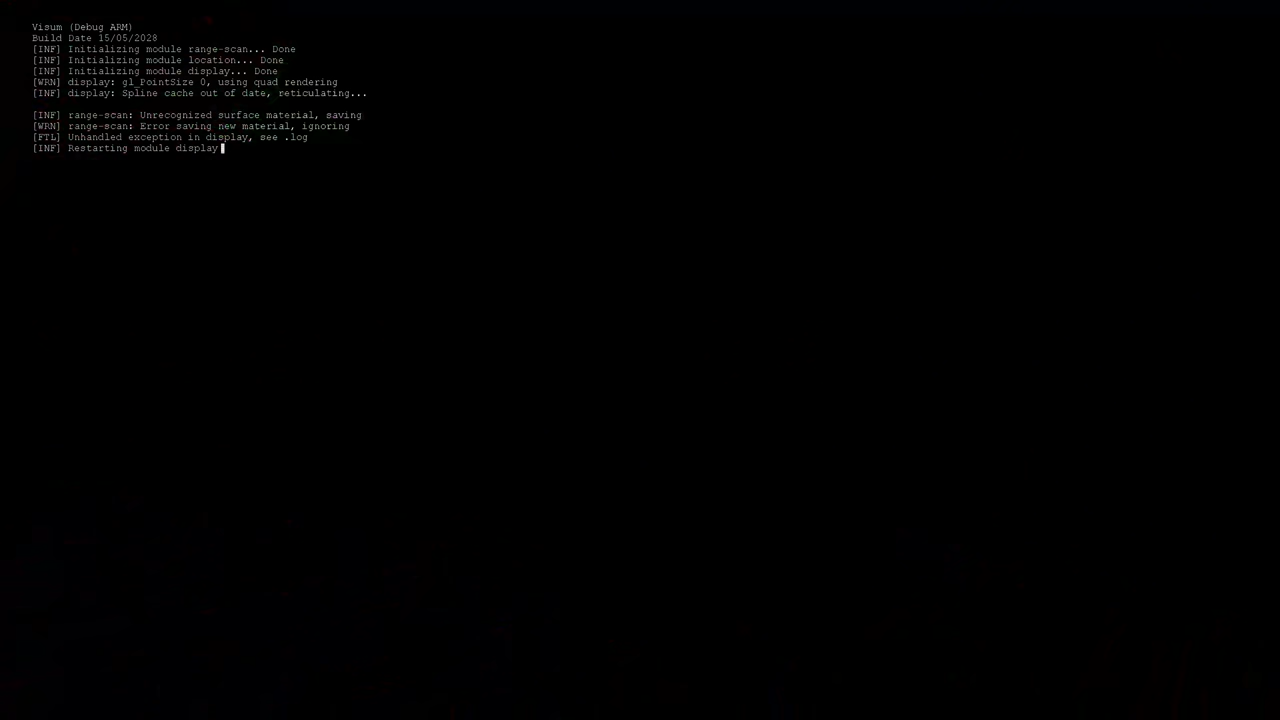 Visum (Debug ARM)
Build Date 15/05/2028
[INF] Initializing module range-scan... Done
[INF] Initializing module location... Done
[INF] Initializing module display... Done
[WRN] display: gl_PointSize 0, using quad rendering
[INF] display: Spline cache out of date, reticulating...
[INF] range-scan: Unrecognized surface material, saving
[WRN] range-scan: Error saving new material, ignoring
[FTL] Unhandled exception in display, see .log
[INF] Restarting module display